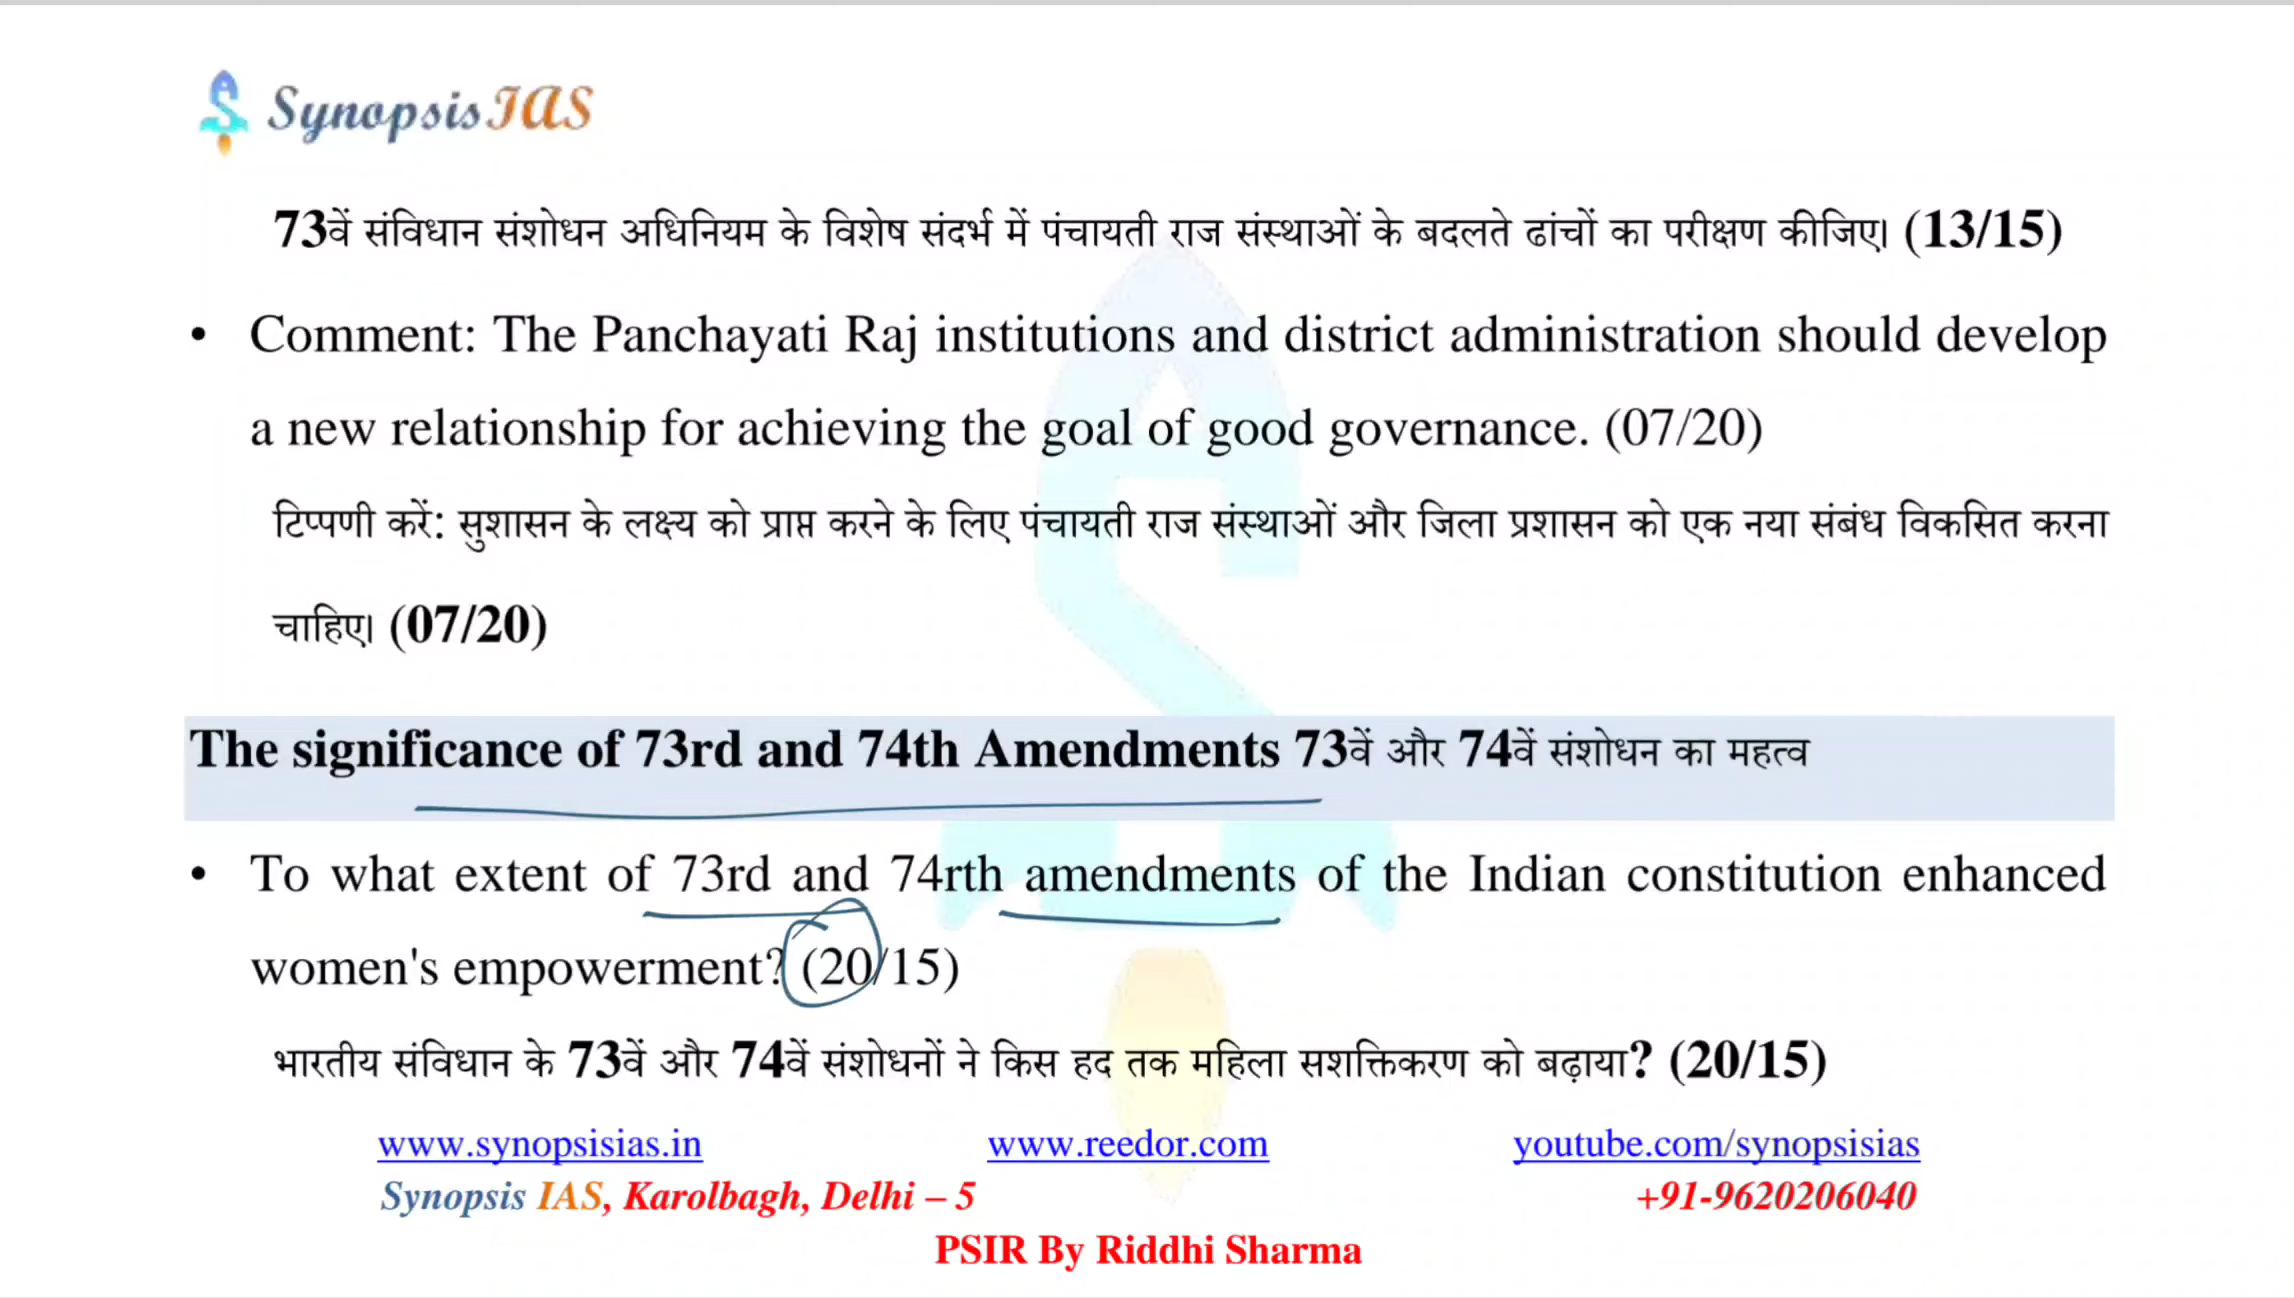 Synopsis IAS
73वें संविधान संशोधन अधिनियम के विशेष संदर्भ में पंचायती राज संस्थाओं के बदलते ढांचों का परीक्षण कीजिए। (13/15)
• Comment: The Panchayati Raj institutions and district administration should develop
a new relationship for achieving the goal of good governance. (07/20)
टिप्पणी करें: सुशासन के लक्ष्य को प्राप्त करने के लिए पंचायती राज संस्थाओं और जिला प्रशासन को एक नया संबंध विकसित करना
चाहिए। (07/20)
The significance of 73rd and 74th Amendments 73वें और 74वें संशोधन का महत्व
• To what extent of 73rd and 74rth amendments of the Indian constitution enhanced
women's empowerment? (20/15)
भारतीय संविधान के 73वें और 74वें संशोधनों ने किस हद तक महिला सशक्तिकरण को बढ़ाया? (20/15)
www.synopsisias.in www.reedor.com youtube.com/synopsisias
Synopsis IAS, Karolbagh, Delhi – 5 +91-9620206040
PSIR By Riddhi Sharma